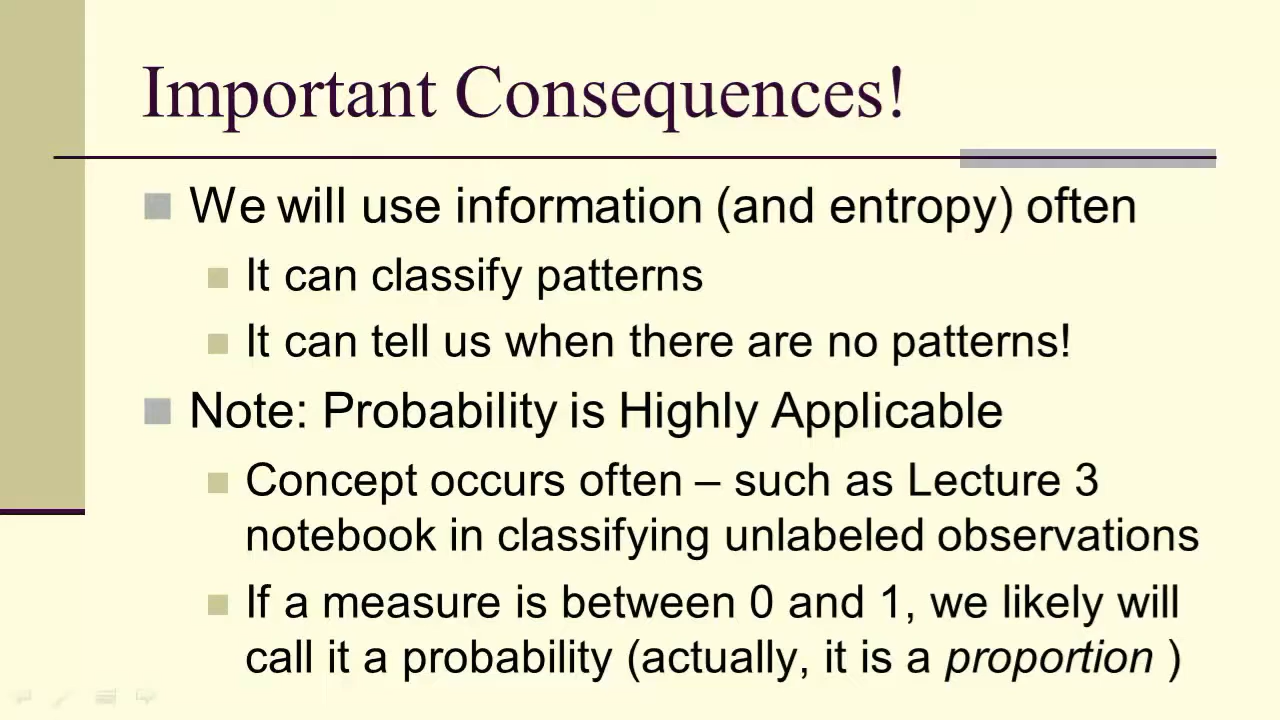 Important Consequences!
We will use information (and entropy) often
It can classify patterns
It can tell us when there are no patterns!
Note: Probability is Highly Applicable
Concept occurs often – such as Lecture 3
notebook in classifying unlabeled observations
If a measure is between 0 and 1, we likely will
call it a probability (actually, it is a proportion )